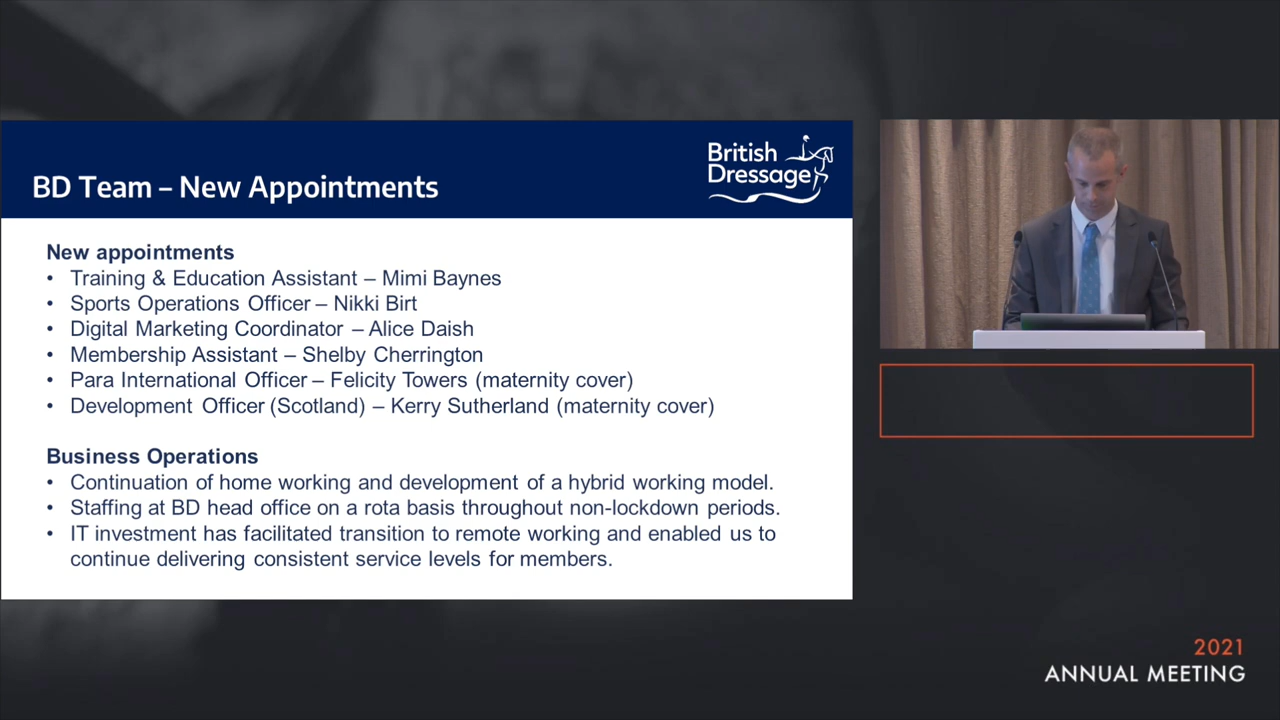 BD Team – New Appointments
British
Dressage
New appointments
• Training & Education Assistant – Mimi Baynes
• Sports Operations Officer – Nikki Birt
• Digital Marketing Coordinator – Alice Daish
• Membership Assistant – Shelby Cherrington
• Para International Officer – Felicity Towers (maternity cover)
• Development Officer (Scotland) – Kerry Sutherland (maternity cover)
Business Operations
• Continuation of home working and development of a hybrid working model.
• Staffing at BD head office on a rota basis throughout non-lockdown periods.
• IT investment has facilitated transition to remote working and enabled us to
continue delivering consistent service levels for members.
2021
ANNUAL MEETING